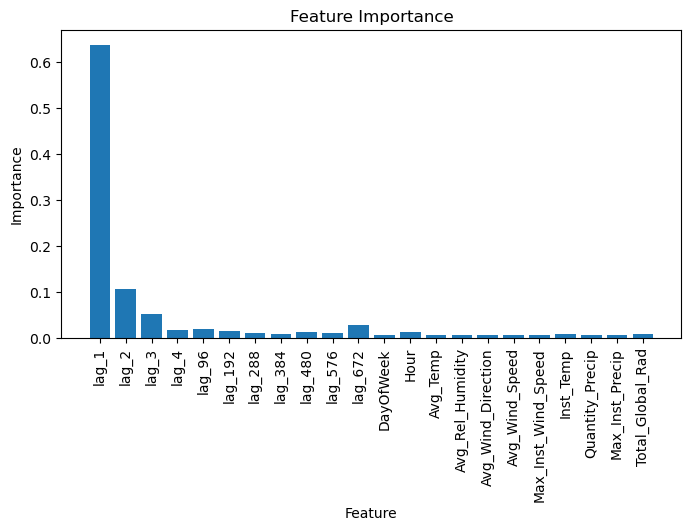 Feature Importance
Importance
0.6
0.5
0.4
0.3
0.2
0.1
0.0
lag_1
lag_2
lag_3
lag_4
lag_96
lag_192
lag_288
lag_384
lag_480
lag_576
lag_672
DayOfWeek
Hour
Avg_Temp
Avg_Rel_Humidity
Avg_Wind_Direction
Avg_Wind_Speed
Max_Inst_Wind_Speed
Inst_Temp
Quantity_Precip
Max_Inst_Precip
Total_Global_Rad
Feature